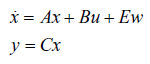 ẋ = Ax + Bu + Ew
y = Cx